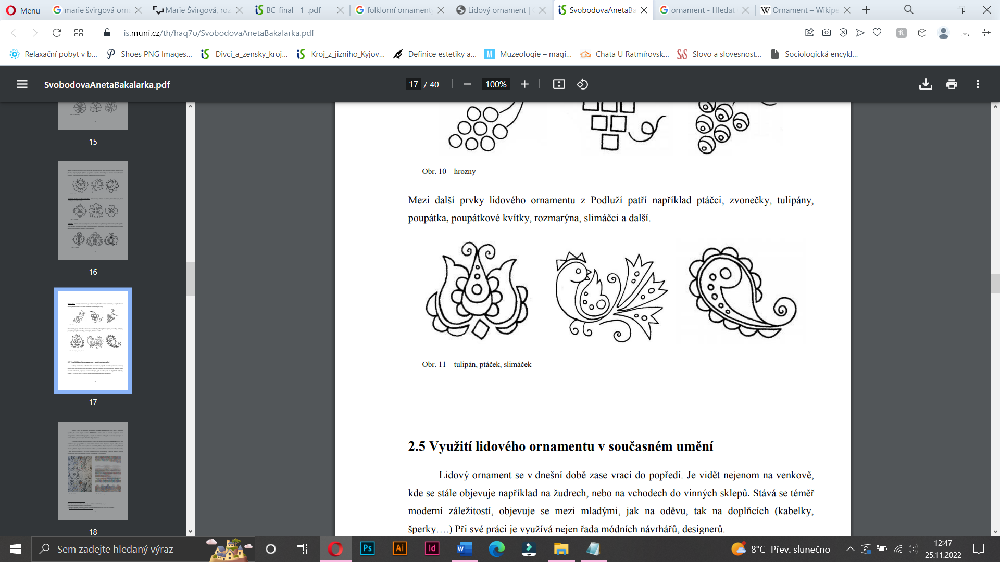 Menu
marie švirgová orn
Marie Švirgová, roz
BC_final__1_.pdf
folklorní ornament
Lidový ornament |
SvobodovaAnetaBa
ornament - Hledat
Ornament – Wikipe
is.muni.cz/th/haq7o/SvobodovaAnetaBakalarka.pdf
Relaxační pobyt v b...
Shoes PNG Images...
Divci_a_zensky_kroj...
Kroj_z_jizniho_Kyjov...
Definice estetiky a...
Muzeologie – magi...
Chata U Ratmírovsk...
Slovo a slovesnost...
Sociologická encykl...
SvobodovaAnetaBakalarka.pdf
17 / 40
100%
15
16
17
18
Obr. 10 – hrozny
Mezi další prvky lidového ornamentu z Podluží patří například ptáčci, zvonečky, tulipány,
poupátka, poupátkové kvítky, rozmarýna, slimáčci a další.
Obr. 11 – tulipán, ptáček, slimáček
2.5 Využití lidového ornamentu v současném umění
Lidový ornament se v dnešní době zase vrací do popředí. Je vidět nejenom na venkově,
kde se stále objevuje například na žudrech, nebo na vchodech do vinných sklepů. Stává se téměř
moderní záležitostí, objevuje se mezi mladými, jak na oděvu, tak na doplňcích (kabelky,
šperky….) Při své práci je využívá nejen řada módních návrhářů, designerů.
Sem zadejte hledaný výraz
Ps
Ai
Id
8°C Přev. slunečno
12:47
25.11.2022